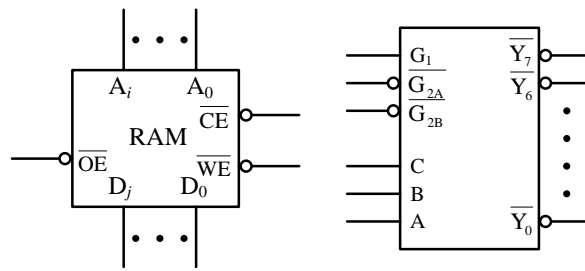 A_i • • • A_0
CE̅
RAM
OE̅
WE̅
D_j • • • D_0
G_1
G_2A̅
G_2B̅
C
B
A
Y_7̅
Y_6̅
Y_0̅